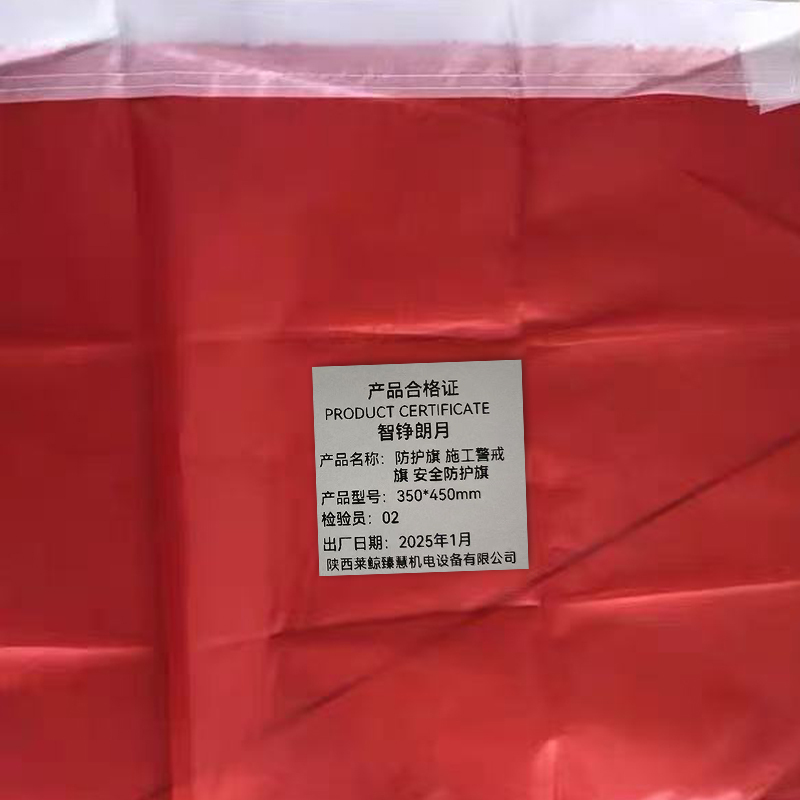 产品合格证
PRODUCT CERTIFICATE
智铮朗月
产品名称：防护旗 施工警戒
旗 安全防护旗
产品型号：350*450mm
检验员：02
出厂日期：2025年1月
陕西莱鲸臻慧机电设备有限公司